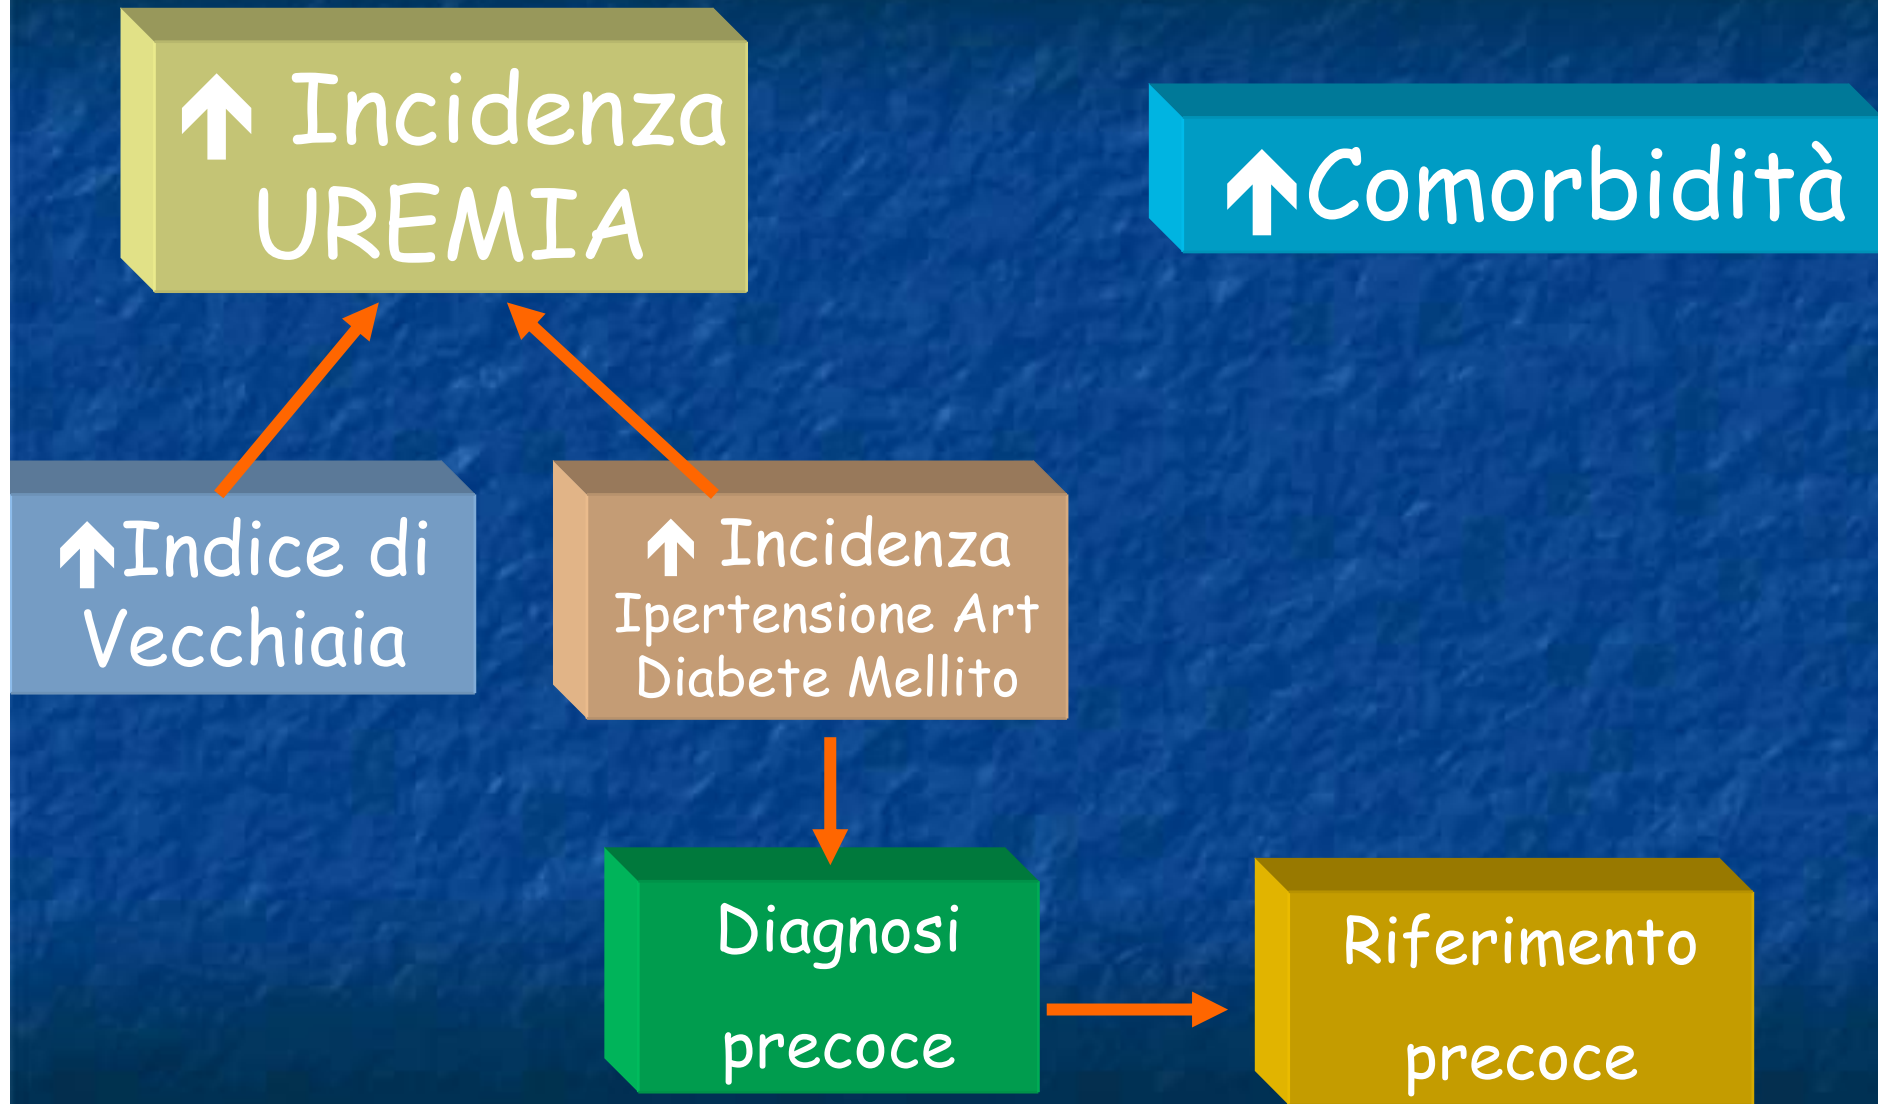 ↑ Incidenza
UREMIA
↑Comorbidità
↑Indice di
Vecchiaia
↑ Incidenza
Ipertensione Art
Diabete Mellito
Diagnosi
precoce
Riferimento
precoce